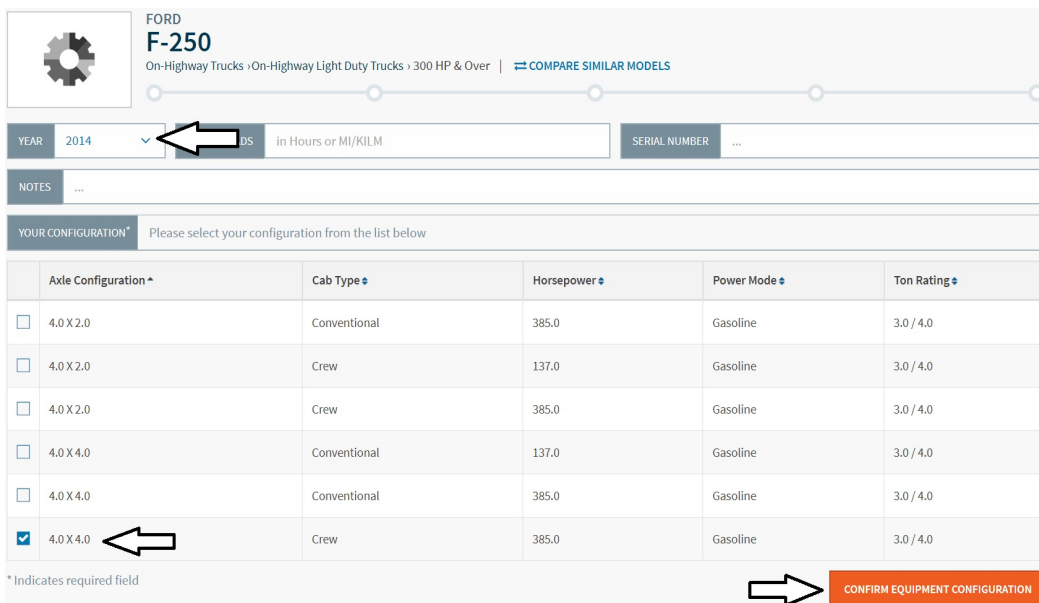 FORD
F-250
On-Highway Trucks › On-Highway Light Duty Trucks › 300 HP & Over | COMPARE SIMILAR MODELS
YEAR 2014 DS in Hours or MI/KILM SERIAL NUMBER ...
NOTES ...
YOUR CONFIGURATION* Please select your configuration from the list below
Axle Configuration Cab Type Horsepower Power Mode Ton Rating
4.0 X 2.0 Conventional 385.0 Gasoline 3.0 / 4.0
4.0 X 2.0 Crew 137.0 Gasoline 3.0 / 4.0
4.0 X 2.0 Crew 385.0 Gasoline 3.0 / 4.0
4.0 X 4.0 Conventional 137.0 Gasoline 3.0 / 4.0
4.0 X 4.0 Conventional 385.0 Gasoline 3.0 / 4.0
4.0 X 4.0 Crew 385.0 Gasoline 3.0 / 4.0
* Indicates required field
CONFIRM EQUIPMENT CONFIGURATION